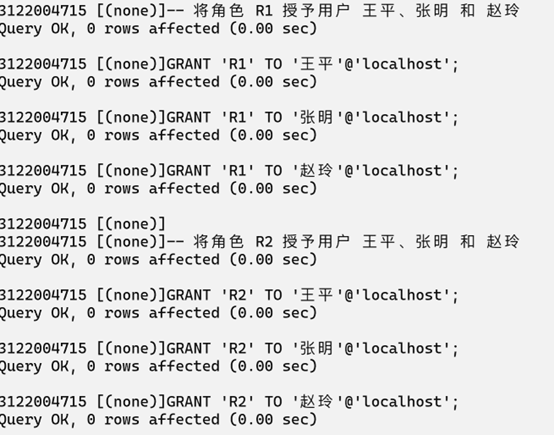 3122004715 [(none)]-- 将角色 R1 授予用户 王平、张明 和 赵玲
Query OK, 0 rows affected (0.00 sec)
3122004715 [(none)]GRANT 'R1' TO '王平'@'localhost';
Query OK, 0 rows affected (0.00 sec)
3122004715 [(none)]GRANT 'R1' TO '张明'@'localhost';
Query OK, 0 rows affected (0.00 sec)
3122004715 [(none)]GRANT 'R1' TO '赵玲'@'localhost';
Query OK, 0 rows affected (0.00 sec)
3122004715 [(none)]
3122004715 [(none)]-- 将角色 R2 授予用户 王平、张明 和 赵玲
Query OK, 0 rows affected (0.00 sec)
3122004715 [(none)]GRANT 'R2' TO '王平'@'localhost';
Query OK, 0 rows affected (0.00 sec)
3122004715 [(none)]GRANT 'R2' TO '张明'@'localhost';
Query OK, 0 rows affected (0.00 sec)
3122004715 [(none)]GRANT 'R2' TO '赵玲'@'localhost';
Query OK, 0 rows affected (0.00 sec)